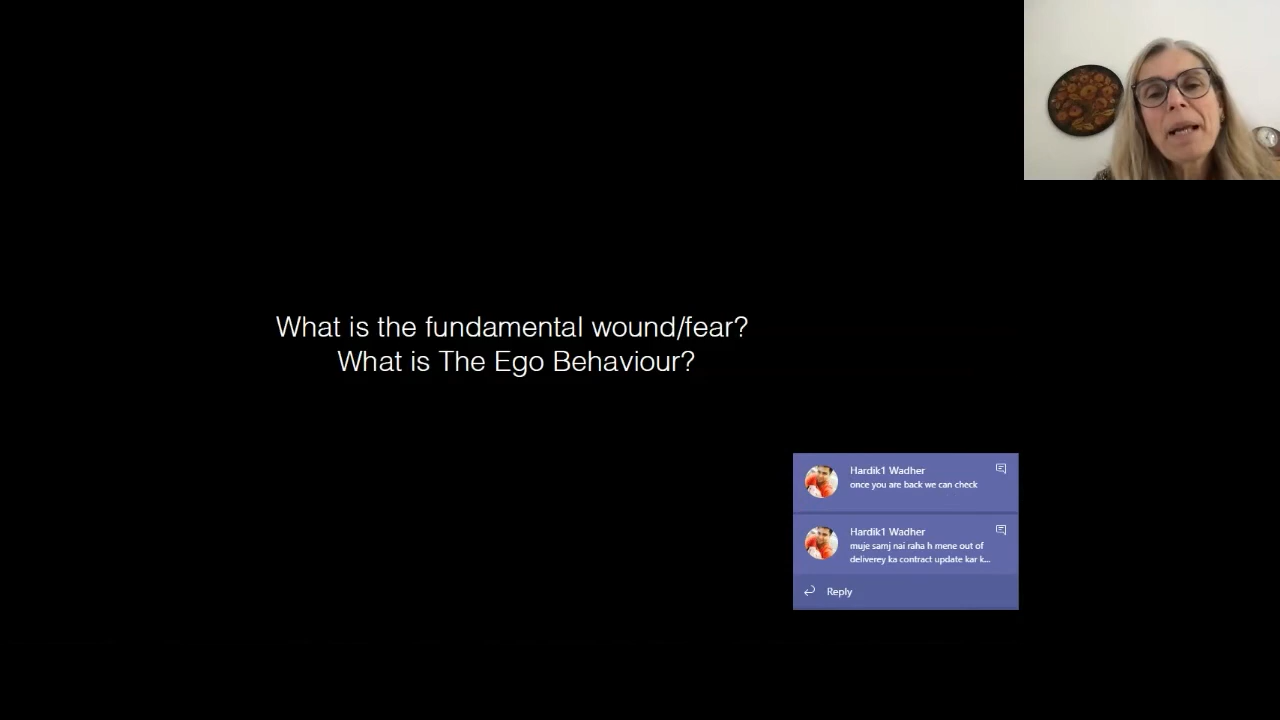 What is the fundamental wound/fear?
What is The Ego Behaviour?
Hardik1 Wadher
once you are back we can check
Hardik1 Wadher
muje samj nai raha h mene out of
deliverey ka contract update kar k...
Reply